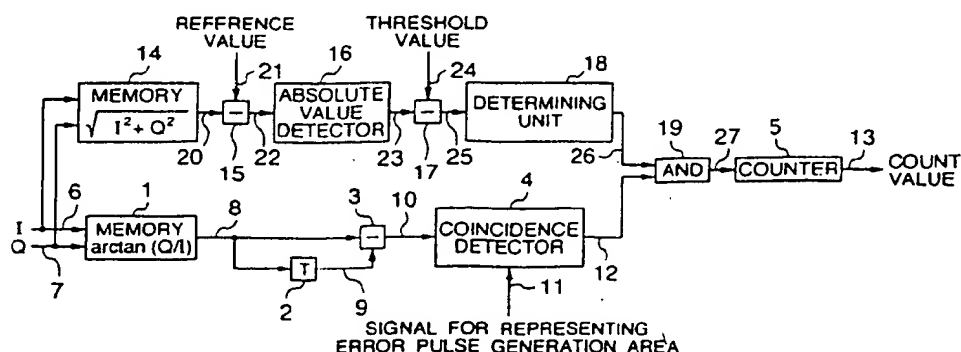 REFFRENCE
VALUE
THRESHOLD
VALUE
14
21
16
24
18
MEMORY
√I²+Q²
−
ABSOLUTE
VALUE
DETECTOR
−
DETERMINING
UNIT
20
15
22
23
17
25
26
19
27
5
13
AND
COUNTER
COUNT
VALUE
I
Q
6
7
1
MEMORY
arctan (Q/I)
8
3
−
10
4
COINCIDENCE
DETECTOR
12
T
2
9
11
SIGNAL FOR REPRESENTING
ERROR PULSE GENERATION AREA